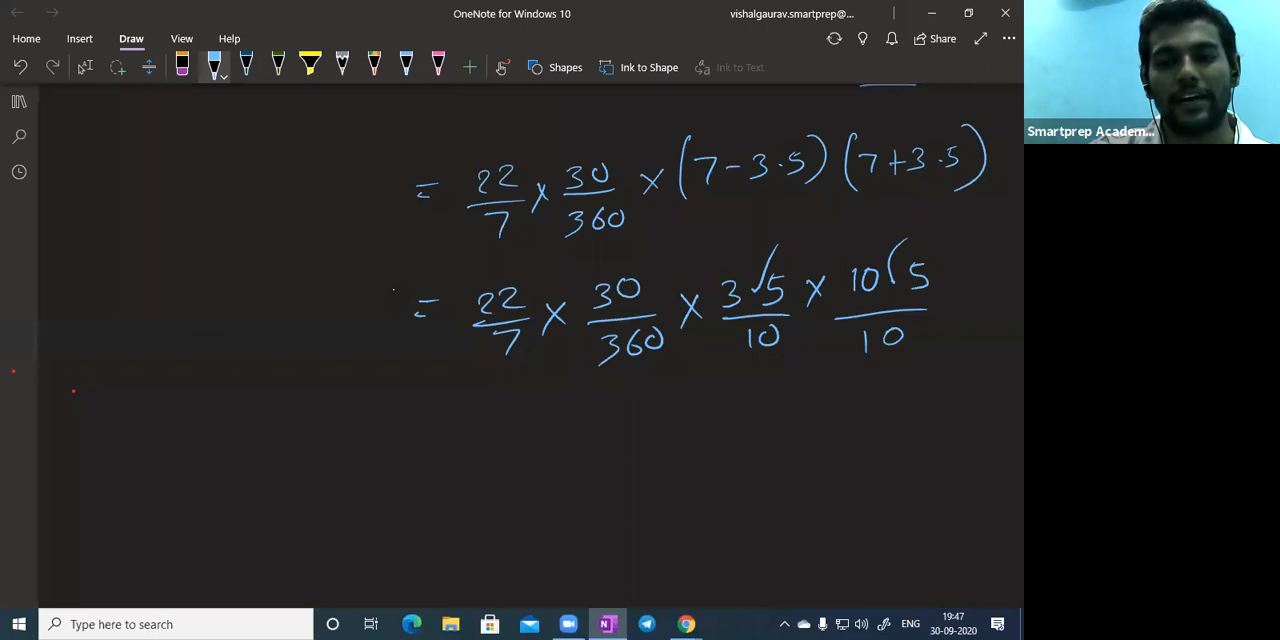 OneNote for Windows 10
vishalgaurav.smartprep@...
Home Insert Draw View Help
Share
Shapes Ink to Shape Ink to Text
Smartprep Academ...
= 22/7 × 30/360 × (7-3.5) (7+3.5)
= 22/7 × 30/360 × 35/10 × 105/10
Type here to search
N
ENG
19:47
30-09-2020